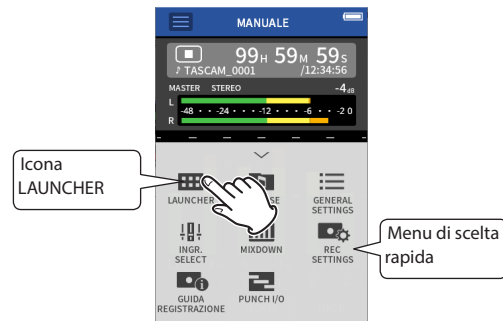 MANUALE
99H 59M 59S
♪ TASCAM_0001 /12:34:56
MASTER STEREO -4dB
L
-48 -24 -12 -6 -2 0
R
Icona
LAUNCHER
LAUNCHER
SE
GENERAL
SETTINGS
INGR.
SELECT
MIXDOWN
REC
SETTINGS
Menu di scelta
rapida
GUIDA
REGISTRAZIONE
PUNCH I/O